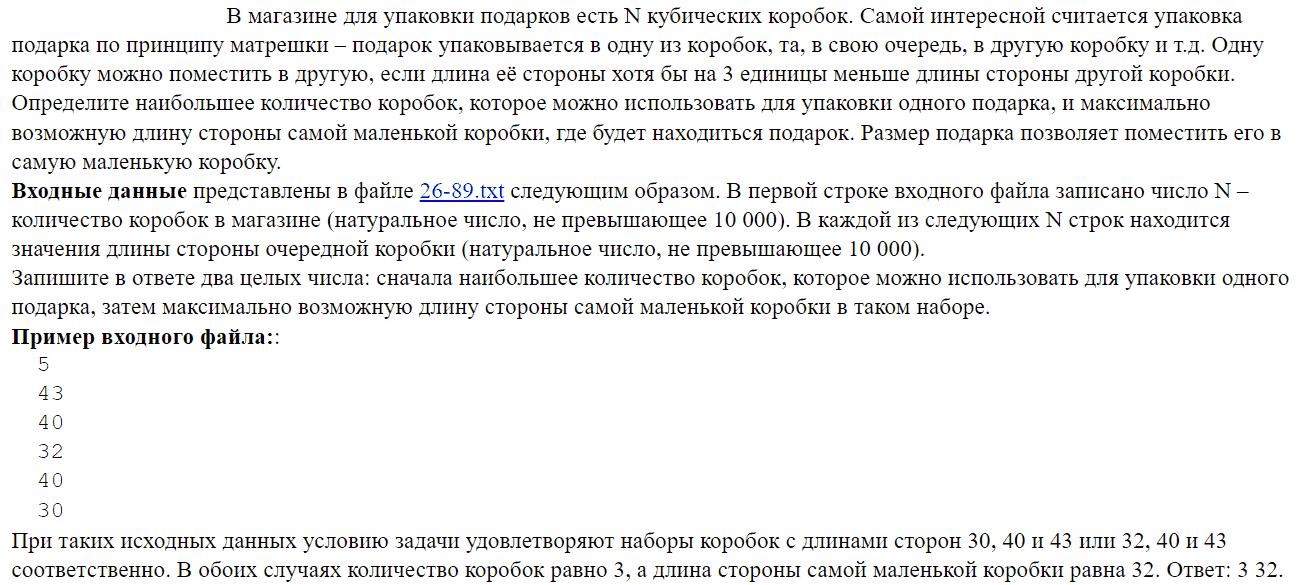 В магазине для упаковки подарков есть N кубических коробок. Самой интересной считается упаковка
подарка по принципу матрешки – подарок упаковывается в одну из коробок, та, в свою очередь, в другую коробку и т.д. Одну
коробку можно поместить в другую, если длина её стороны хотя бы на 3 единицы меньше длины стороны другой коробки.
Определите наибольшее количество коробок, которое можно использовать для упаковки одного подарка, и максимально
возможную длину стороны самой маленькой коробки, где будет находиться подарок. Размер подарка позволяет поместить его в
самую маленькую коробку.
Входные данные представлены в файле 26-89.txt следующим образом. В первой строке входного файла записано число N –
количество коробок в магазине (натуральное число, не превышающее 10 000). В каждой из следующих N строк находится
значения длины стороны очередной коробки (натуральное число, не превышающее 10 000).
Запишите в ответе два целых числа: сначала наибольшее количество коробок, которое можно использовать для упаковки одного
подарка, затем максимально возможную длину стороны самой маленькой коробки в таком наборе.
Пример входного файла::
5
43
40
32
40
30
При таких исходных данных условию задачи удовлетворяют наборы коробок с длинами сторон 30, 40 и 43 или 32, 40 и 43
соответственно. В обоих случаях количество коробок равно 3, а длина стороны самой маленькой коробки равна 32. Ответ: 3 32.